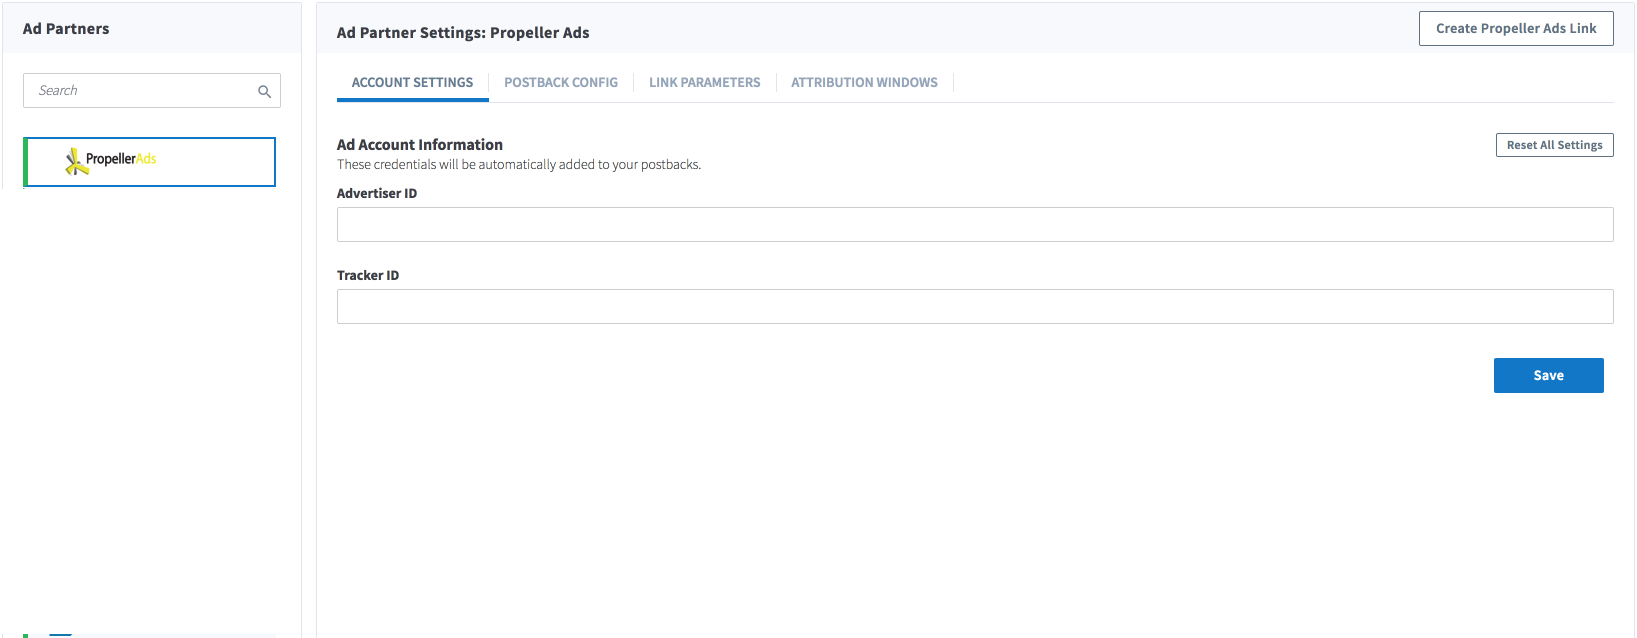 Ad Partners
Search
PropellerAds
Ad Partner Settings: Propeller Ads
Create Propeller Ads Link
ACCOUNT SETTINGS
POSTBACK CONFIG
LINK PARAMETERS
ATTRIBUTION WINDOWS
Ad Account Information
Reset All Settings
These credentials will be automatically added to your postbacks.
Advertiser ID
Tracker ID
Save